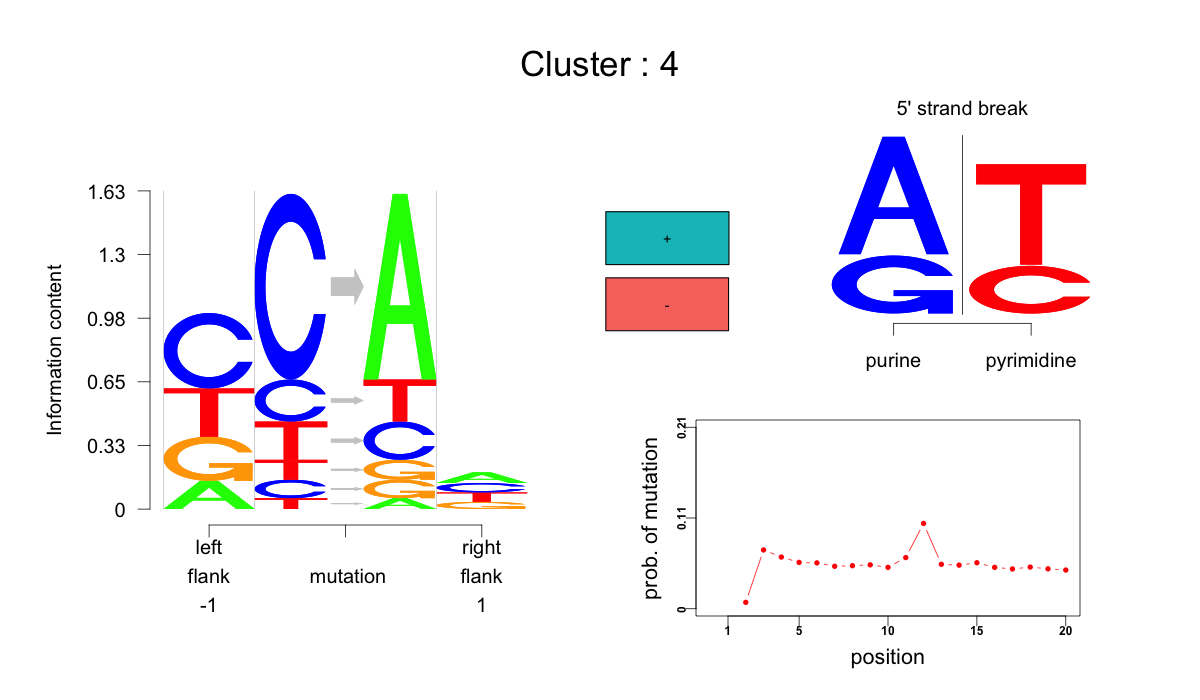 Cluster : 4
5' strand break
Information content
1.63
1.3
0.98
0.65
0.33
0
C
T
G
A
C
C
T
T
C
T
A
T
C
G
G
A
A
C
T
G
left
flank
-1
mutation
right
flank
1
+
-
A
G
T
C
purine
pyrimidine
prob. of mutation
0.21
0.11
0
1
5
10
15
20
position